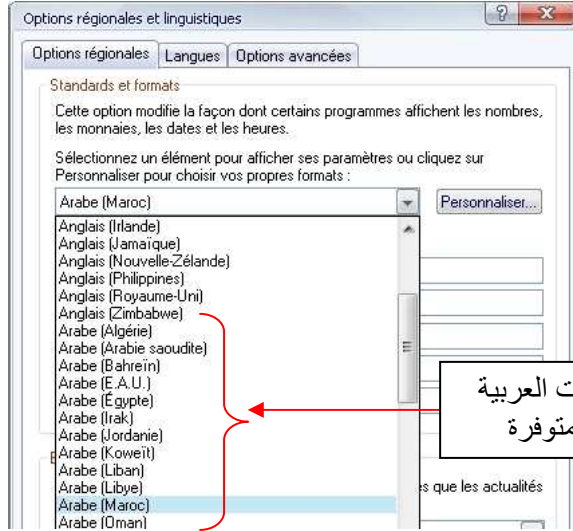 Options régionales et linguistiques
Options régionales Langues Options avancées
Standards et formats
Cette option modifie la façon dont certains programmes affichent les nombres,
les monnaies, les dates et les heures.
Sélectionnez un élément pour afficher ses paramètres ou cliquez sur
Personnaliser pour choisir vos propres formats :
Arabe (Maroc) Personnaliser...
Anglais (Irlande)
Anglais (Jamaïque)
Anglais (Nouvelle-Zélande)
Anglais (Philippines)
Anglais (Royaume-Uni)
Anglais (Zimbabwe)
Arabe (Algérie)
Arabe (Arabie saoudite)
Arabe (Bahreïn)
Arabe (E.A.U.)
Arabe (Égypte)
Arabe (Irak)
Arabe (Jordanie)
Arabe (Koweït)
Arabe (Liban)
Arabe (Libye)
Arabe (Maroc)
Arabe (Oman)
العربية
que les actualités